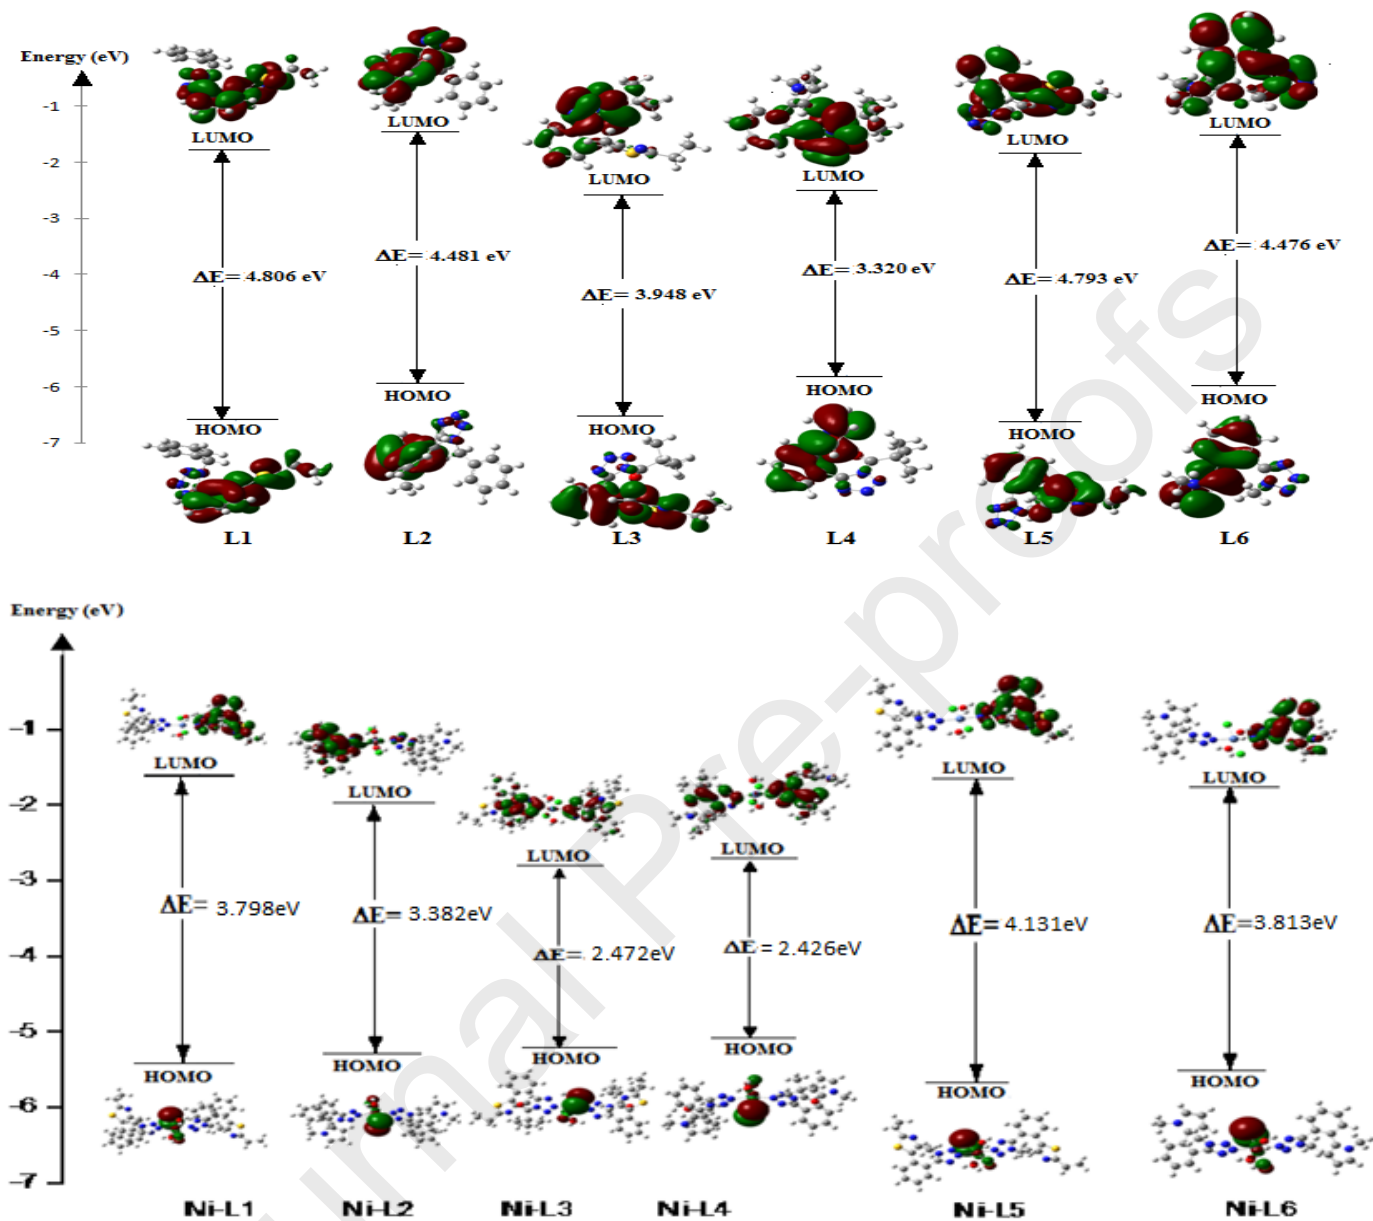 Energy (eV)
-1
-2
-3
-4
-5
-6
-7
LUMO
LUMO
LUMO
LUMO
LUMO
LUMO
ΔE= 4.806 eV
ΔE= 4.481 eV
ΔE= 3.948 eV
ΔE= 3.320 eV
ΔE= 4.793 eV
ΔE= 4.476 eV
HOMO
HOMO
HOMO
HOMO
HOMO
HOMO
L1
L2
L3
L4
L5
L6
Energy (eV)
-1
-2
-3
-4
-5
-6
-7
LUMO
LUMO
LUMO
LUMO
LUMO
LUMO
ΔE= 3.798eV
ΔE= 3.382eV
ΔE= 2.472eV
ΔE= 2.426eV
ΔE= 4.131eV
ΔE= 3.813eV
HOMO
HOMO
HOMO
HOMO
HOMO
HOMO
Ni-L1
Ni-L2
Ni-L3
Ni-L4
Ni-L5
Ni-L6
urnal Pre-proofs